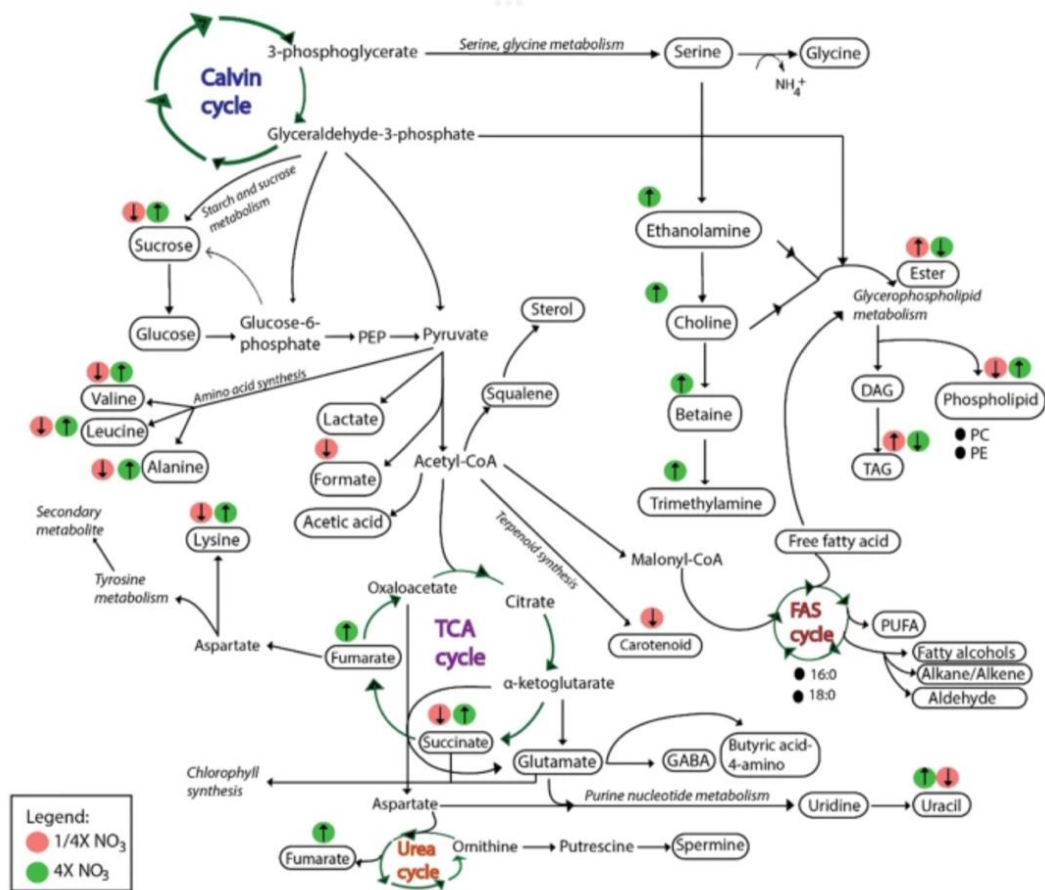 3-phosphoglycerate
Serine, glycine metabolism
Serine
Glycine
NH4+
Calvin
cycle
Glyceraldehyde-3-phosphate
Starch and sucrose
metabolism
Sucrose
Ethanolamine
Ester
Glycerophospholipid
metabolism
Sterol
Glucose
Glucose-6-
phosphate
PEP
Pyruvate
Choline
Amino acid synthesis
Valine
Leucine
Alanine
Lactate
Squalene
Betaine
DAG
Phospholipid
PC
PE
Formate
Acetyl-CoA
TAG
Acetic acid
Trimethylamine
Secondary
metabolite
Lysine
Terpenoid synthesis
Free fatty acid
Tyrosine
metabolism
Oxaloacetate
Citrate
Malonyl-CoA
FAS
cycle
PUFA
Aspartate
Fumarate
TCA
cycle
Carotenoid
Fatty alcohols
Alkane/Alkene
Aldehyde
16:0
18:0
α-ketoglutarate
Succinate
Glutamate
GABA
Butyric acid-
4-amino
Chlorophyll
synthesis
Aspartate
Purine nucleotide metabolism
Uridine
Uracil
Legend:
1/4X NO3
4X NO3
Fumarate
Urea
cycle
Ornithine
Putrescine
Spermine